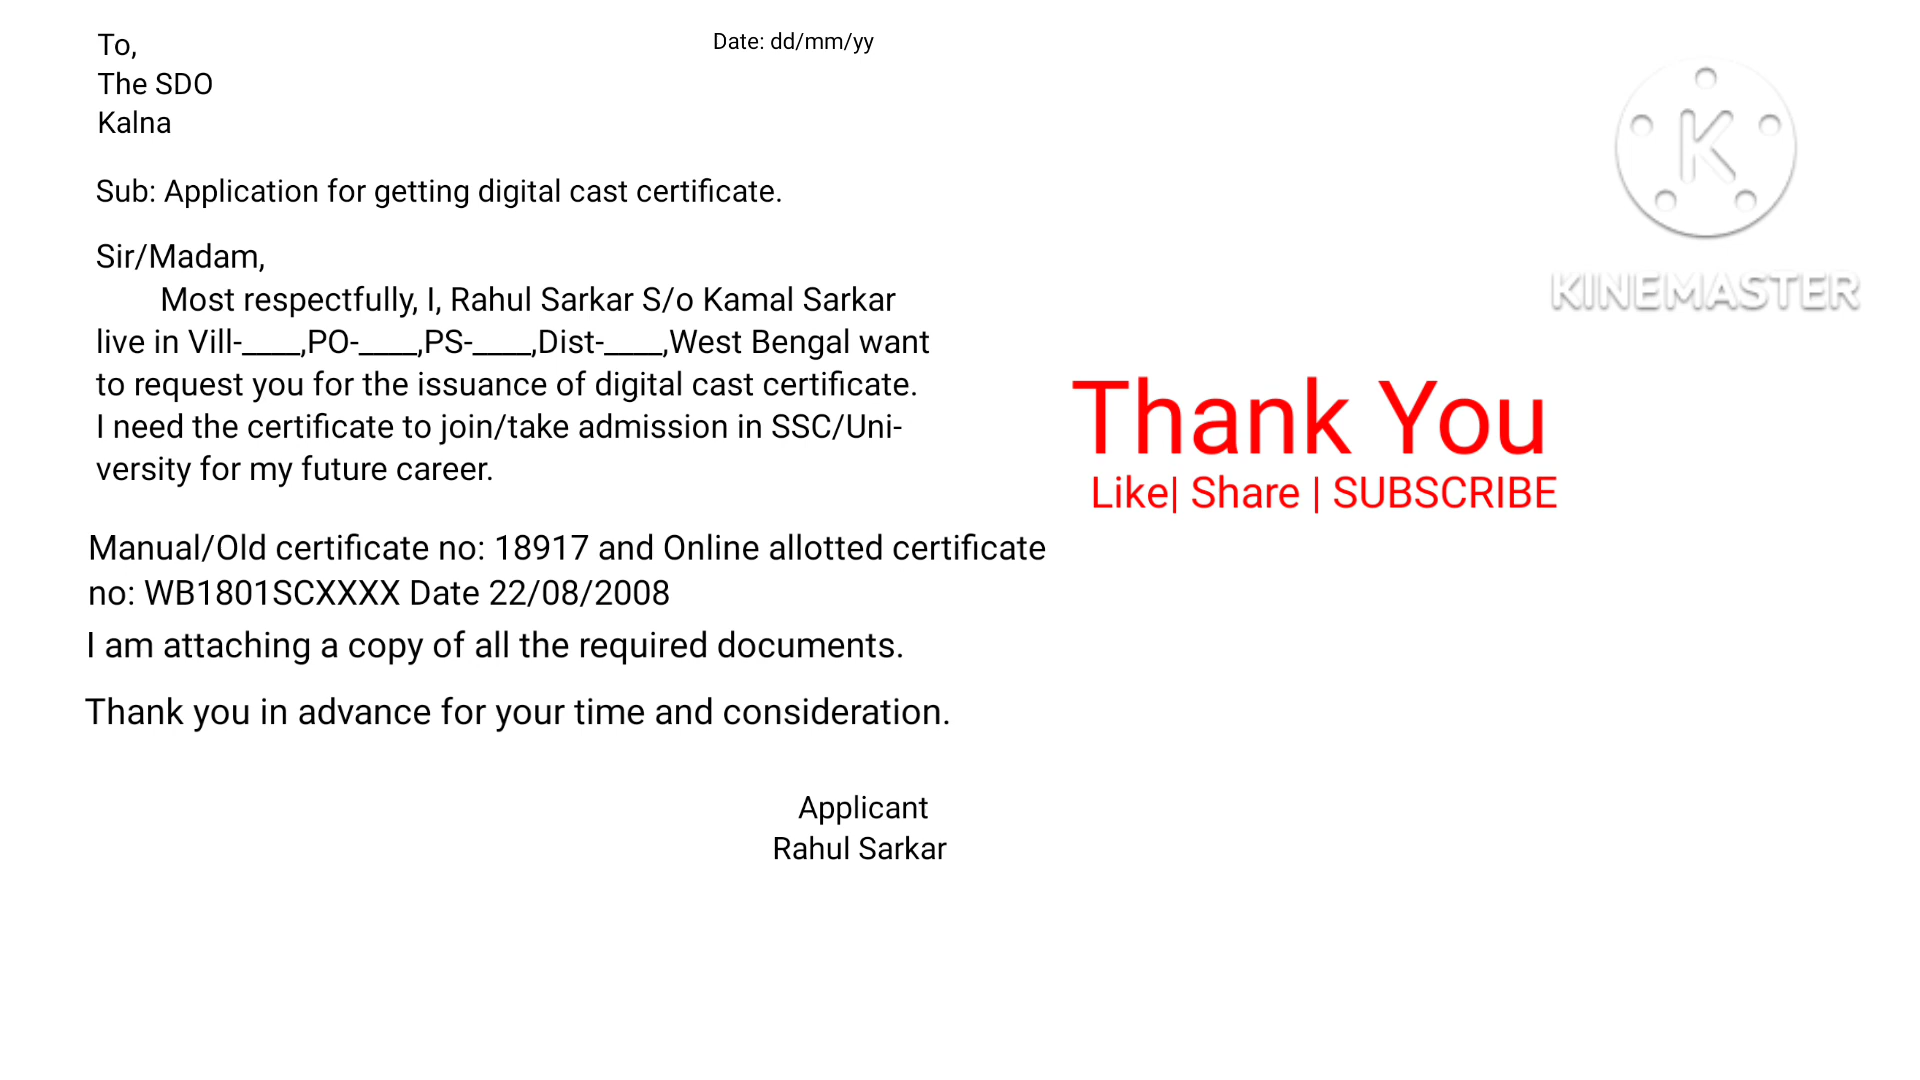 To,
Date: dd/mm/yy
The SDO
Kalna
Sub: Application for getting digital cast certificate.
Sir/Madam,
Most respectfully, I, Rahul Sarkar S/o Kamal Sarkar
live in Vill-____,PO-____,PS-____,Dist-____,West Bengal want
to request you for the issuance of digital cast certificate.
I need the certificate to join/take admission in SSC/Uni-
versity for my future career.
Manual/Old certificate no: 18917 and Online allotted certificate
no: WB1801SCXXXX Date 22/08/2008
I am attaching a copy of all the required documents.
Thank you in advance for your time and consideration.
Applicant
Rahul Sarkar
K
KINEMASTER
Thank You
Like| Share | SUBSCRIBE